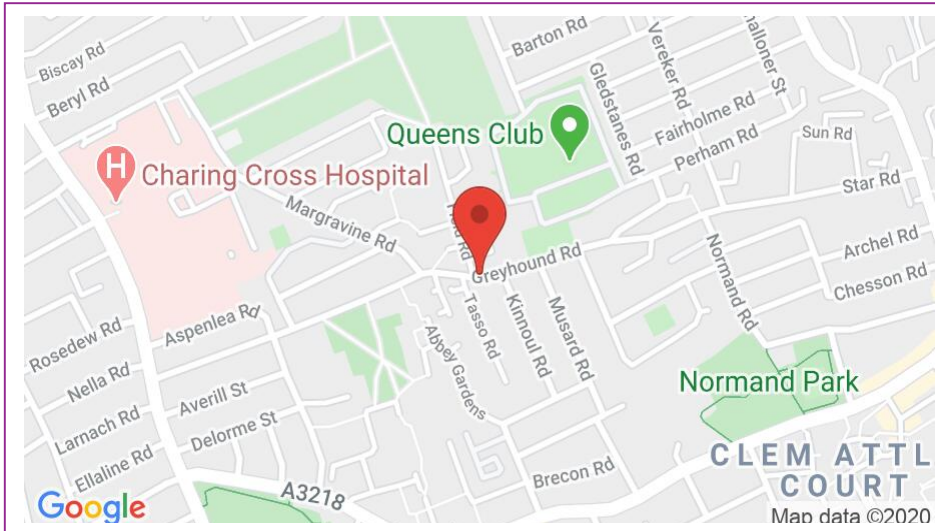 Barton Rd
Biscay Rd
Beryl Rd
Vereker Rd
Gledstanes Rd
Queens Club
Fairholme Rd
Perham Rd
Sun Rd
H
Charing Cross Hospital
Star Rd
Margravine Rd
Greyhound Rd
Normand Rd
Archel Rd
Chesson Rd
Aspenlea Rd
Tasso Rd
Kinnoul Rd
Musard Rd
Abbey Gardens
Rosedew Rd
Nella Rd
Averill St
Normand Park
Larnach Rd
Delorme St
Ellaline Rd
Brecon Rd
CLEM ATTL
COURT
A3218
Google
Map data ©2020